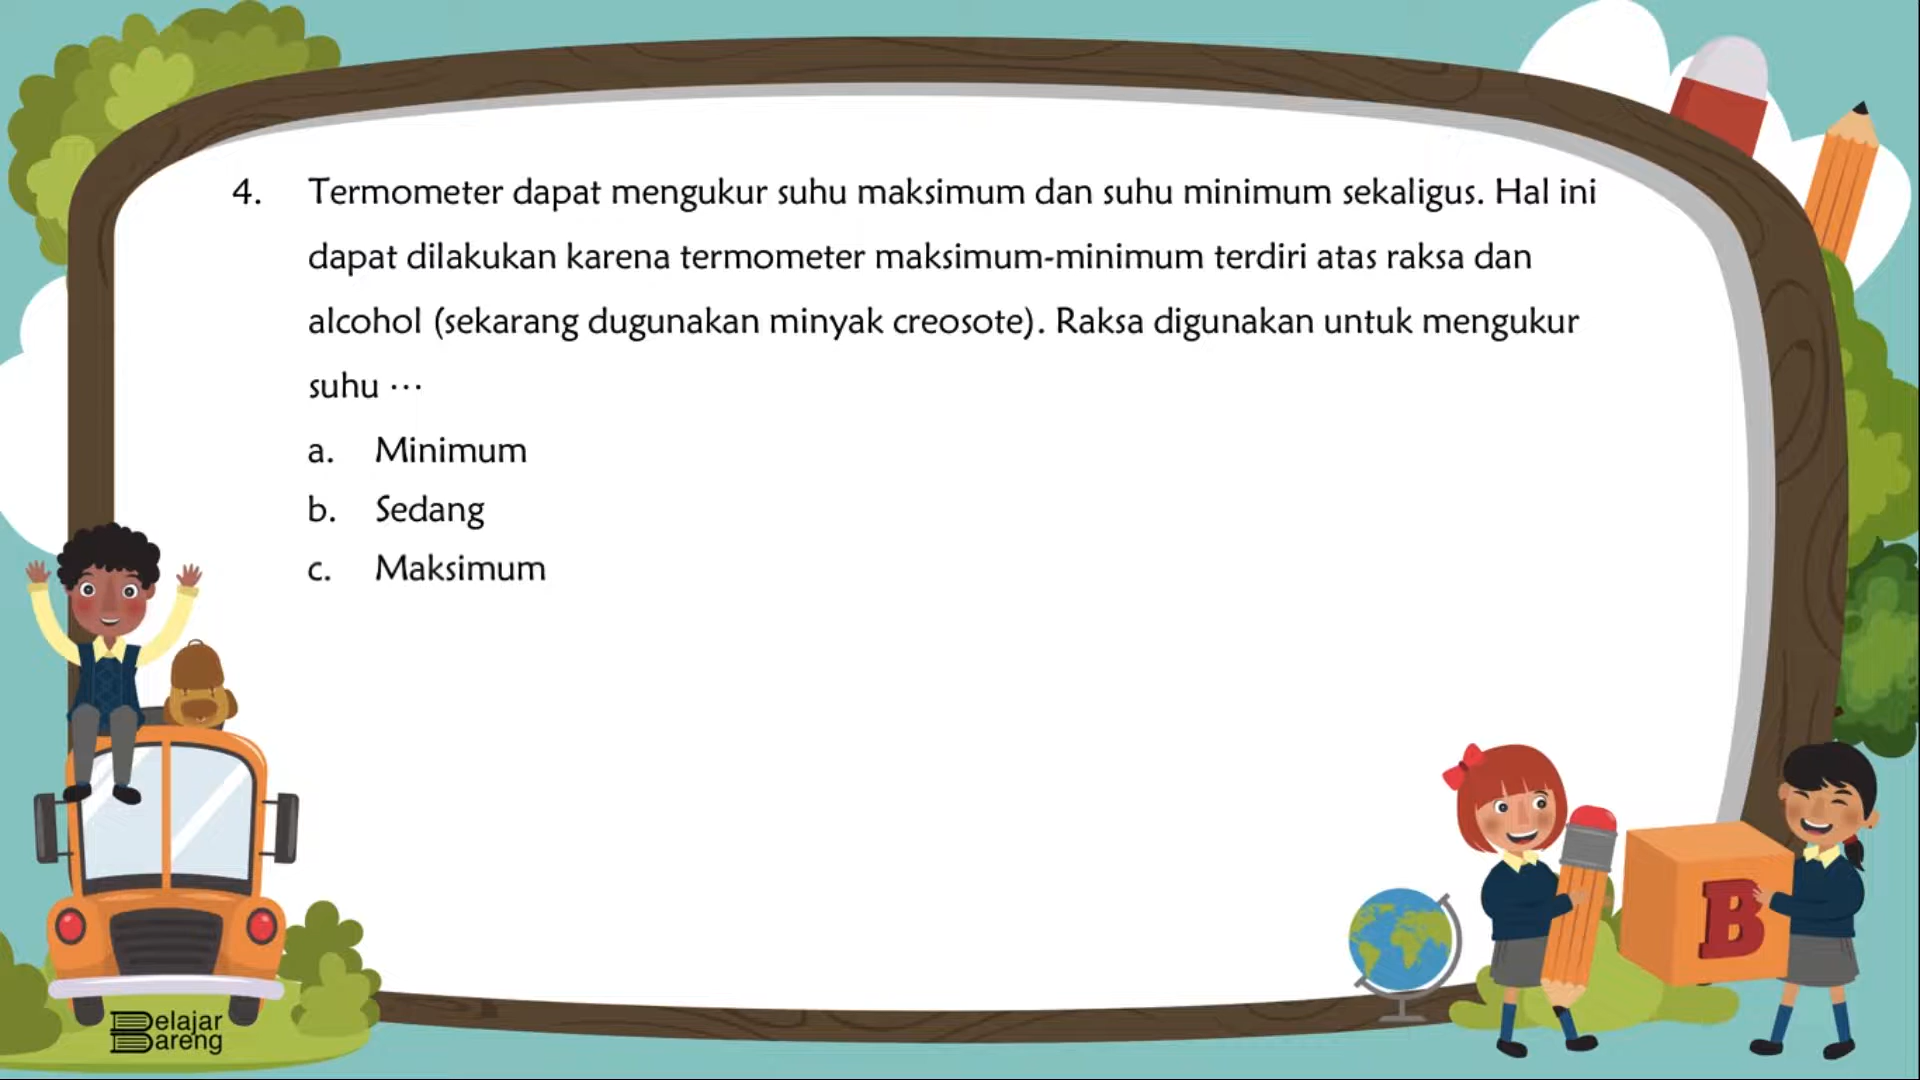 4. Termometer dapat mengukur suhu maksimum dan suhu minimum sekaligus. Hal ini
dapat dilakukan karena termometer maksimum-minimum terdiri atas raksa dan
alcohol (sekarang dugunakan minyak creosote). Raksa digunakan untuk mengukur
suhu ⋯
a. Minimum
b. Sedang
c. Maksimum
B
Belajar
Bareng